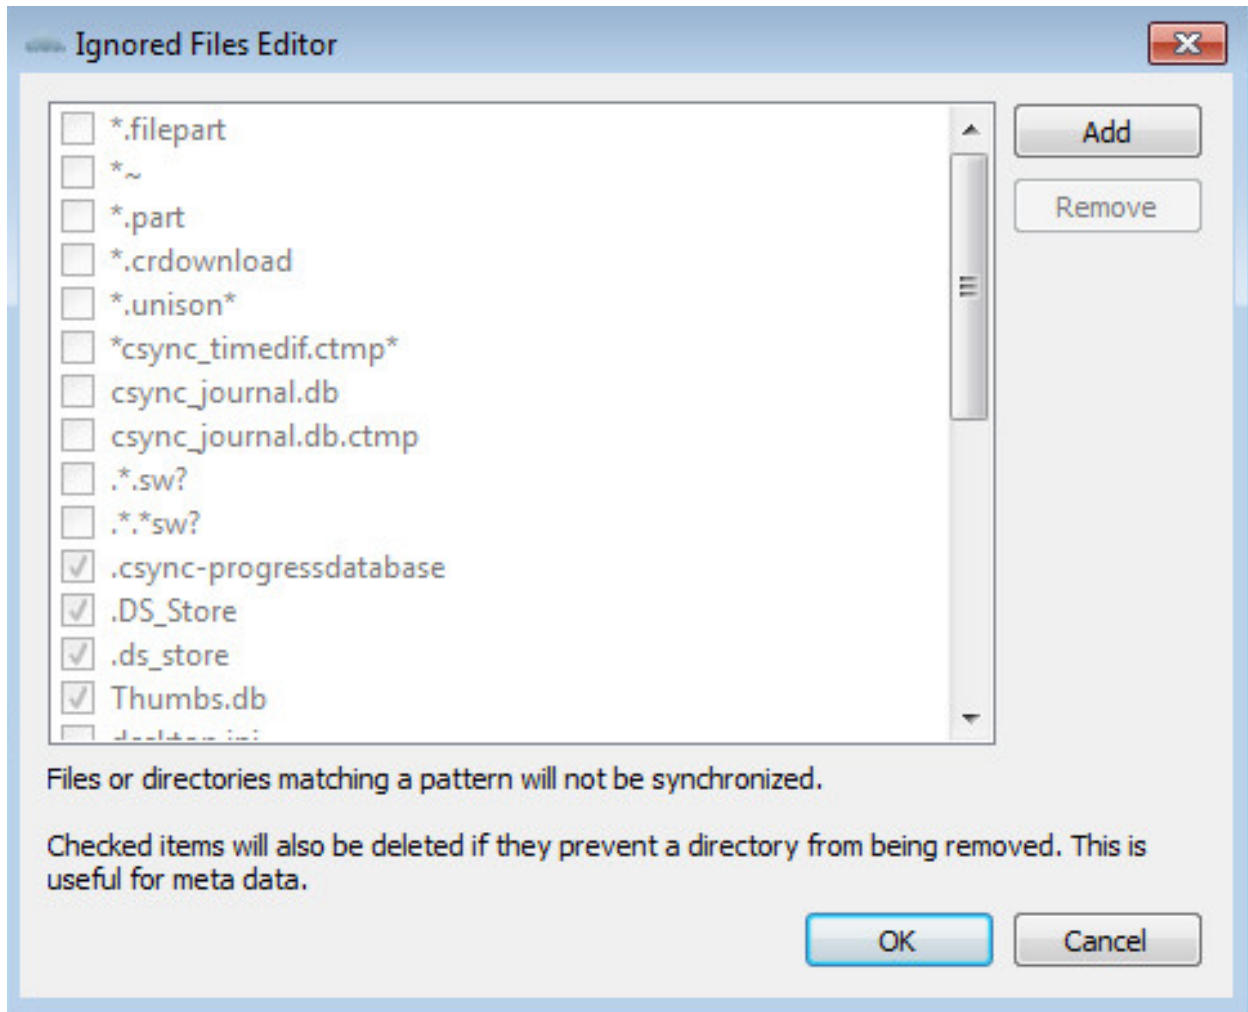 Ignored Files Editor
*.filepart
*~
*.part
*.crdownload
*.unison*
*csync_timedif.ctmp*
csync_journal.db
csync_journal.db.ctmp
.*.sw?
.*.*sw?
.csync-progressdatabase
.DS_Store
.ds_store
Thumbs.db
Add
Remove
Files or directories matching a pattern will not be synchronized.
Checked items will also be deleted if they prevent a directory from being removed. This is
useful for meta data.
OK
Cancel